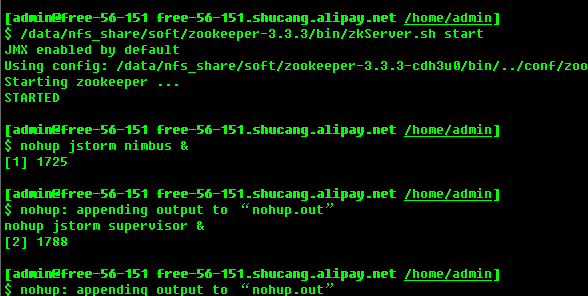 [admin@free-56-151 free-56-151.shucang.alipay.net /home/admin]
$ /data/nfs_share/soft/zookeeper-3.3.3/bin/zkServer.sh start
JMX enabled by default
Using config: /data/nfs_share/soft/zookeeper-3.3.3-cdh3u0/bin/../conf/zoo
Starting zookeeper ...
STARTED
[admin@free-56-151 free-56-151.shucang.alipay.net /home/admin]
$ nohup jstorm nimbus &
[1] 1725
[admin@free-56-151 free-56-151.shucang.alipay.net /home/admin]
$ nohup: appending output to “nohup.out”
nohup jstorm supervisor &
[2] 1788
[admin@free-56-151 free-56-151.shucang.alipay.net /home/admin]
$ nohup: appending output to “nohup.out”